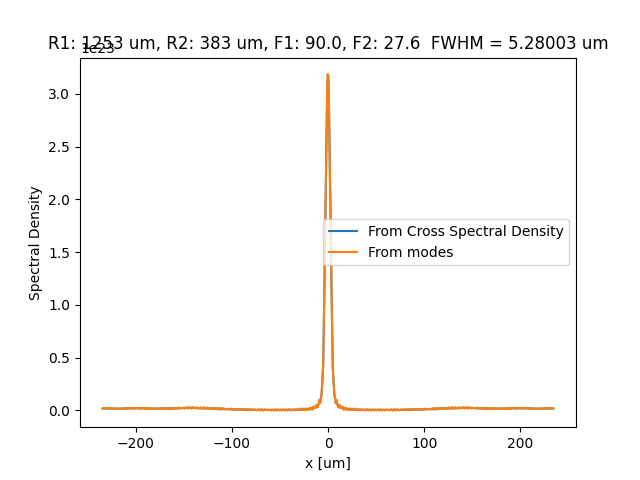 R1: 1253 um, R2: 383 um, F1: 90.0, F2: 27.6  FWHM = 5.28003 um
1e23
3.0
2.5
2.0
1.5
1.0
0.5
0.0
Spectral Density
From Cross Spectral Density
From modes
−200 −100 0 100 200
x [um]